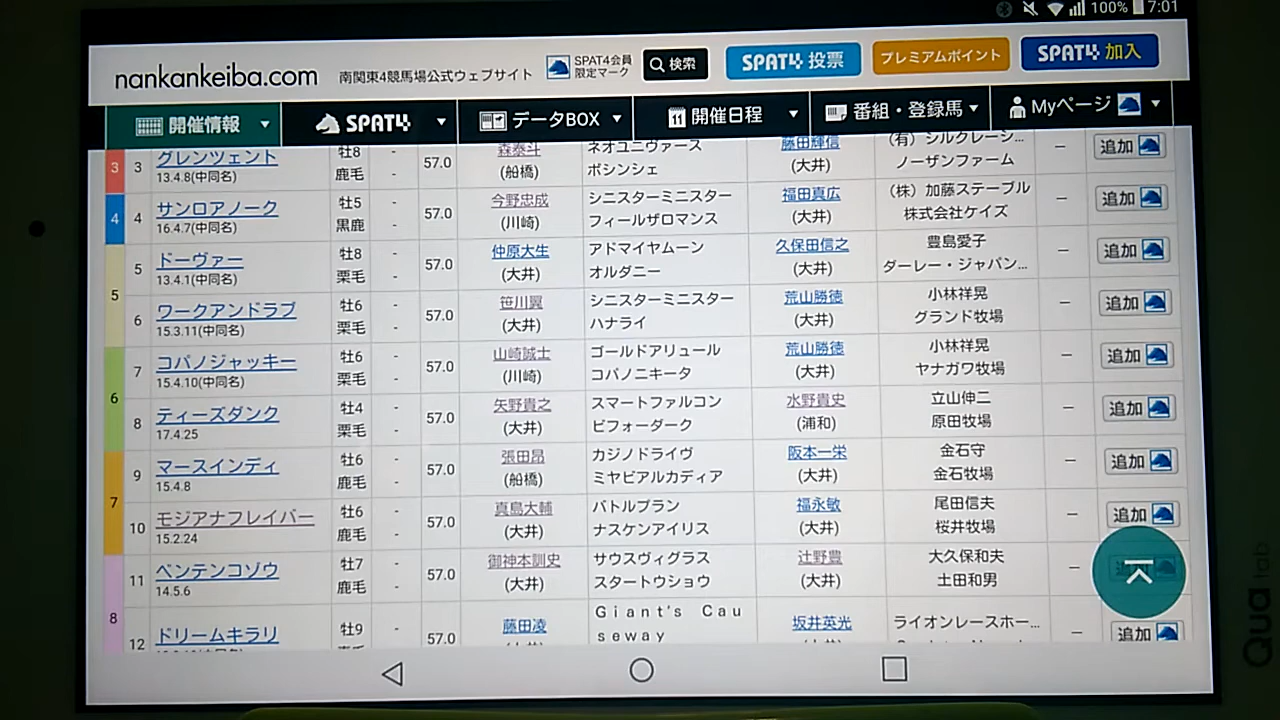 100% 7:01
nankankeiba.com 南関東4競馬場公式ウェブサイト SPAT4会員 限定マーク 検索 SPAT4 投票 プレミアムポイント SPAT4 加入
開催情報 SPAT4 データBOX 11 開催日程 番組・登録馬 Myページ
3 3 グレンツェント 牡8 - 57.0 森泰斗 ネオユニヴァース 藤田輝信 (有)シルクレーシ... - 追加
13.4.8(中同名) 鹿毛 - (船橋) ボシンシェ (大井) ノーザンファーム
4 4 サンロアノーク 牡5 - 57.0 今野忠成 シニスターミニスター 福田真広 (株)加藤ステーブル - 追加
16.4.7(中同名) 黒鹿 - (川崎) フィールザロマンス (大井) 株式会社ケイズ
5 5 ドーヴァー 牡8 - 57.0 仲原大生 アドマイヤムーン 久保田信之 豊島愛子 - 追加
13.4.1(中同名) 栗毛 - (大井) オルダニー (大井) ダーレー・ジャパン...
6 ワークアンドラブ 牡6 - 57.0 笹川翼 シニスターミニスター 荒山勝徳 小林祥晃 - 追加
15.3.11(中同名) 栗毛 - (大井) ハナライ (大井) グランド牧場
6 7 コパノジャッキー 牡6 - 57.0 山崎誠士 ゴールドアリュール 荒山勝徳 小林祥晃 - 追加
15.4.10(中同名) 栗毛 - (川崎) コパノニキータ (大井) ヤナガワ牧場
8 ティーズダンク 牡4 - 57.0 矢野貴之 スマートファルコン 水野貴史 立山伸二 - 追加
17.4.25 栗毛 - (大井) ビフォーダーク (浦和) 原田牧場
7 9 マースインディ 牡6 - 57.0 張田昂 カジノドライヴ 阪本一栄 金石守 - 追加
15.4.8 鹿毛 - (船橋) ミヤビアルカディア (大井) 金石牧場
10 モジアナフレイバー 牡6 - 57.0 真島大輔 バトルプラン 福永敏 尾田信夫 - 追加
15.2.24 鹿毛 - (大井) ナスケンアイリス (大井) 桜井牧場
8 11 ベンテンコゾウ 牡7 - 57.0 御神本訓史 サウスヴィグラス 辻野豊 大久保和夫 - 追加
14.5.6 鹿毛 - (大井) スタートウショウ (大井) 土田和男
12 ドリームキラリ 牡9 - 57.0 藤田凌 Giant's Cau 坂井英光 ライオンレースホー... - 追加
seway
Qua tab